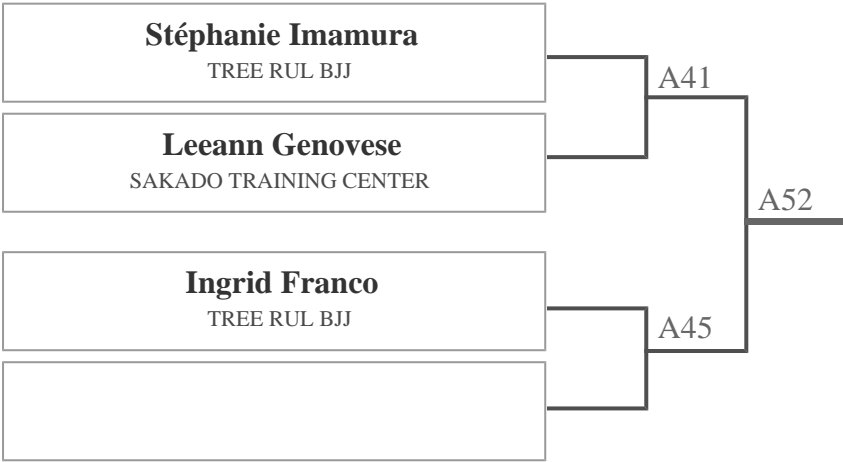 Stéphanie Imamura
TREE RUL BJJ
A41
Leeann Genovese
SAKADO TRAINING CENTER
A52
Ingrid Franco
TREE RUL BJJ
A45